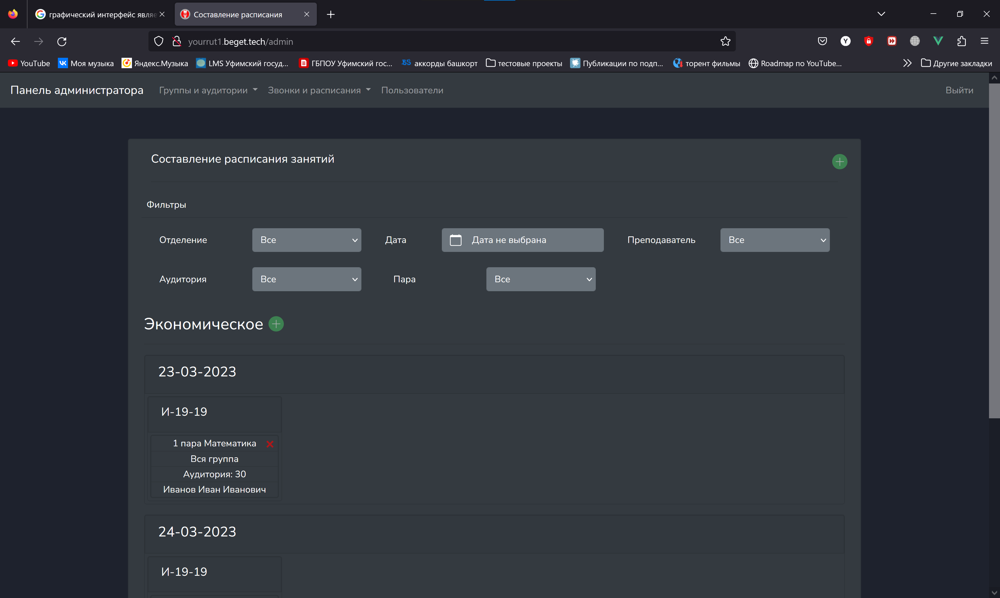 графический интерфейс явля
Составление расписания
yourrut1.beget.tech/admin
YouTube
Моя музыка
Яндекс.Музыка
LMS Уфимский госуд...
ГБПОУ Уфимский гос...
аккорды башкорт
тестовые проекты
Публикации по подп...
торент фильмы
Roadmap по YouTube...
Другие закладки
Панель администратора
Группы и аудитории
Звонки и расписания
Пользователи
Выйти
Составление расписания занятий
Фильтры
Отделение
Все
Дата
Дата не выбрана
Преподаватель
Все
Аудитория
Все
Пара
Все
Экономическое
23-03-2023
И-19-19
1 пара Математика
Вся группа
Аудитория: 30
Иванов Иван Иванович
24-03-2023
И-19-19